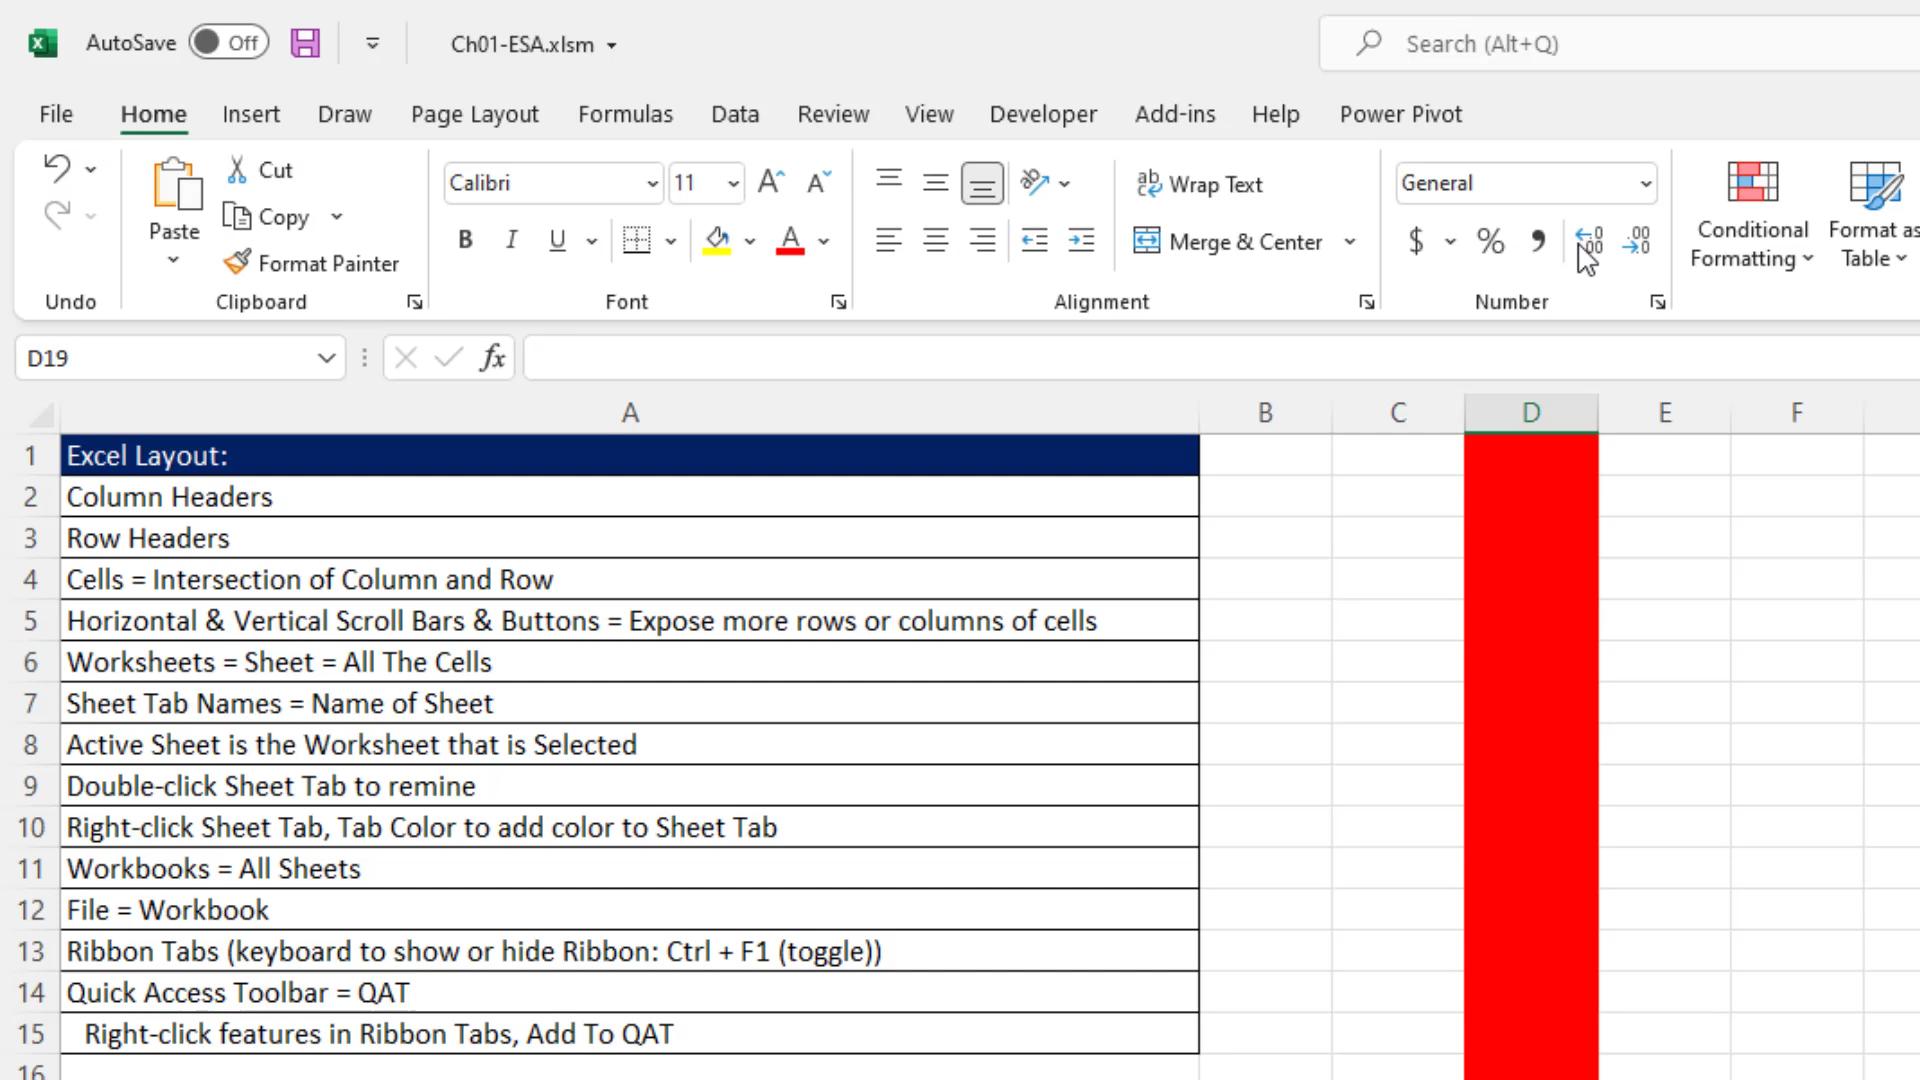 AutoSave Off Ch01-ESA.xlsm Search (Alt+Q)
File Home Insert Draw Page Layout Formulas Data Review View Developer Add-ins Help Power Pivot
Paste
Cut
Copy
Format Painter
Calibri 11
B I U A
ab
Wrap Text
Merge & Center
General
$ % ,
Conditional
Formatting
Format as
Table
Undo Clipboard Font Alignment Number
D19 fx
A B C D E F
1 Excel Layout:
2 Column Headers
3 Row Headers
4 Cells = Intersection of Column and Row
5 Horizontal & Vertical Scroll Bars & Buttons = Expose more rows or columns of cells
6 Worksheets = Sheet = All The Cells
7 Sheet Tab Names = Name of Sheet
8 Active Sheet is the Worksheet that is Selected
9 Double-click Sheet Tab to remine
10 Right-click Sheet Tab, Tab Color to add color to Sheet Tab
11 Workbooks = All Sheets
12 File = Workbook
13 Ribbon Tabs (keyboard to show or hide Ribbon: Ctrl + F1 (toggle))
14 Quick Access Toolbar = QAT
15 Right-click features in Ribbon Tabs, Add To QAT
16